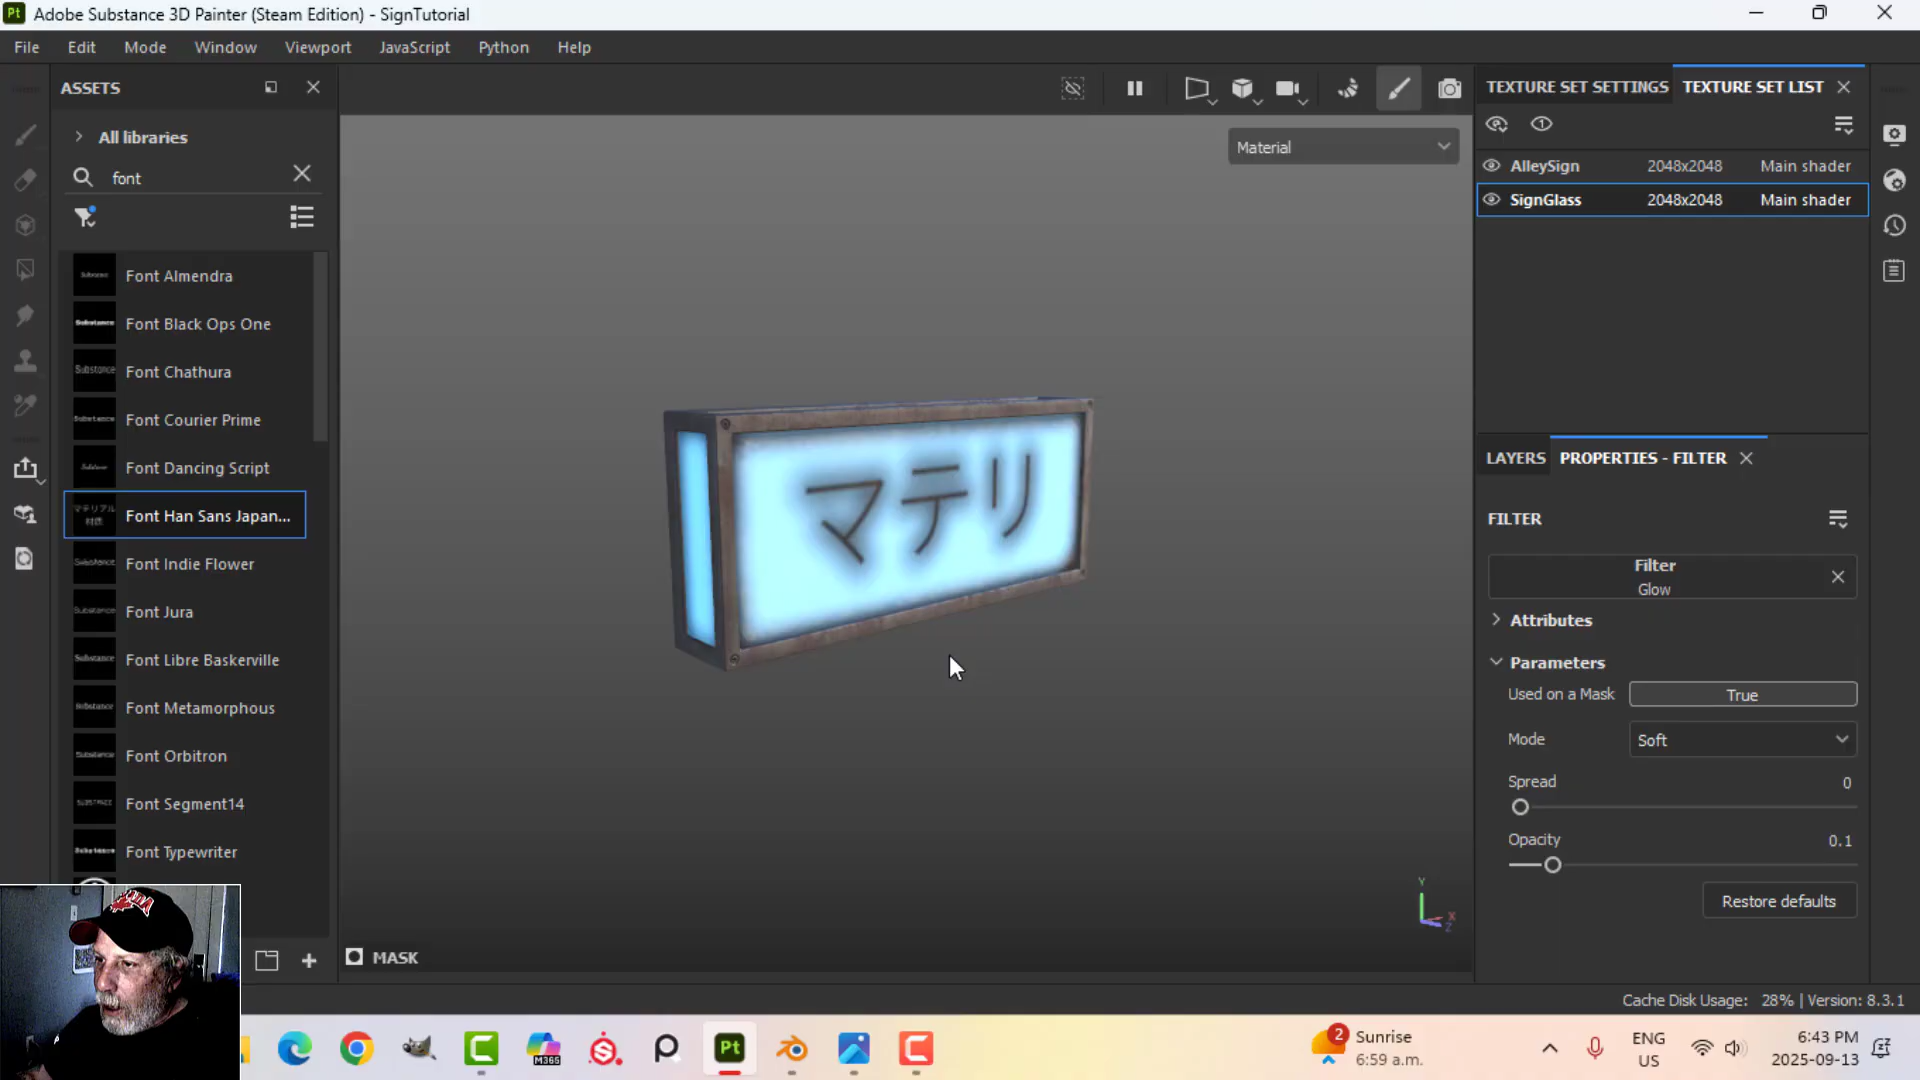 Adobe Substance 3D Painter (Steam Edition) - SignTutorial
File Edit Mode Window Viewport JavaScript Python Help
ASSETS
All libraries
font
Font Almendra
Font Black Ops One
Font Chathura
Font Courier Prime
Font Dancing Script
Font Han Sans Japan...
Font Indie Flower
Font Jura
Font Libre Baskerville
Font Metamorphous
Font Orbitron
Font Segment14
Font Typewriter
Material
マテリ
MASK
Y
X
Z
TEXTURE SET SETTINGS TEXTURE SET LIST
AlleySign 2048x2048 Main shader
SignGlass 2048x2048 Main shader
LAYERS PROPERTIES - FILTER
FILTER
Filter
Glow
Attributes
Parameters
Used on a Mask True
Mode Soft
Spread 0
Opacity 0.1
Restore defaults
Cache Disk Usage: 28% | Version: 8.3.1
M365
Pt
2
Sunrise
6:59 a.m.
ENG
US
6:43 PM
2025-09-13